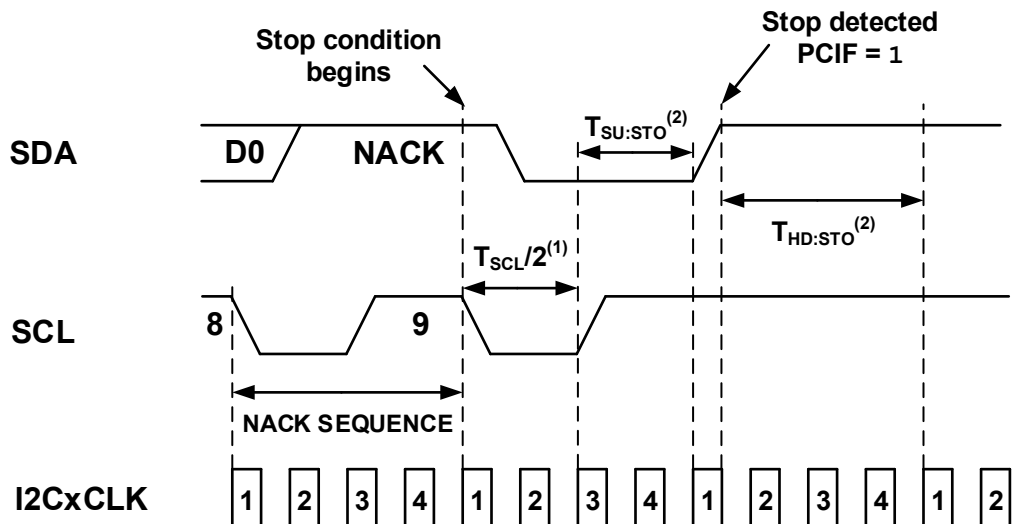 Stop condition
begins
Stop detected
PCIF = 1
SDA
D0
NACK
TSU:STO(2)
THD:STO(2)
TSCL/2(1)
SCL
8
9
NACK SEQUENCE
I2CxCLK
1 2 3 4 1 2 3 4 1 2 3 4 1 2